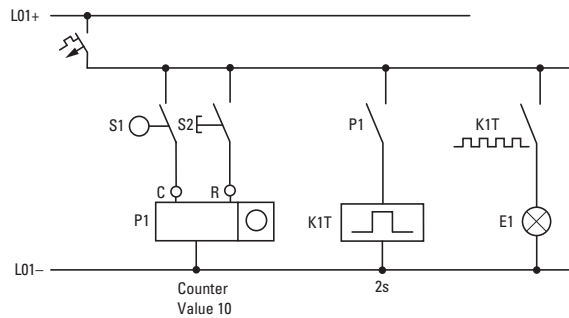 L01+
S1
S2
P1
K1T
C
R
P1
K1T
E1
L01–
Counter
Value 10
2s